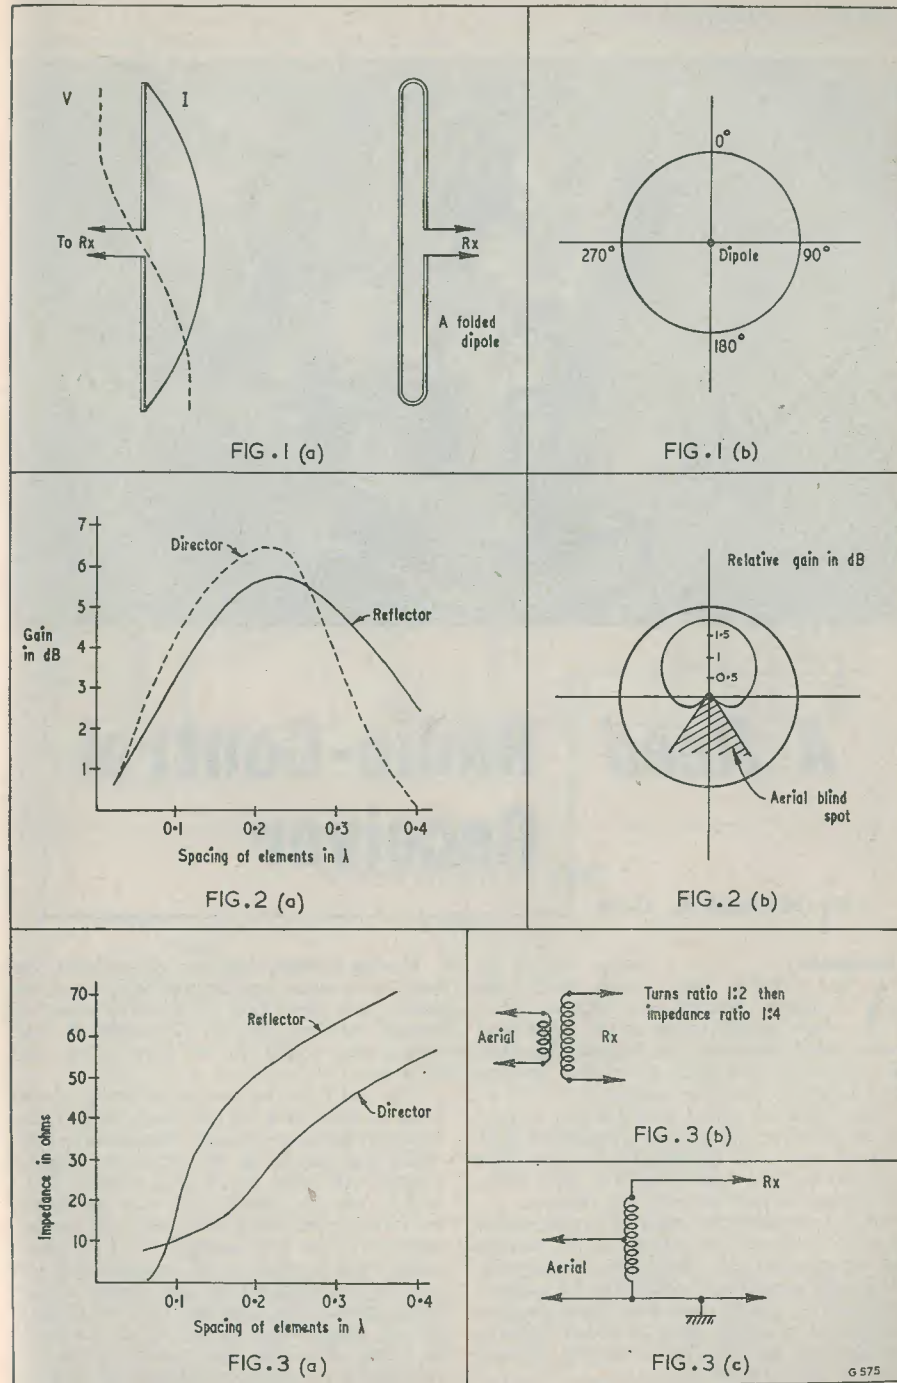 V
I
To Rx
Rx
A folded
dipole
FIG.1 (a)
0°
270°
Dipole
90°
180°
FIG.1 (b)
7
6
5
4
3
2
1
Gain
in dB
Director
Reflector
0·1
0·2
0·3
0·4
Spacing of elements in λ
FIG.2 (a)
Relative gain in dB
1·5
1
0·5
Aerial blind
spot
FIG.2 (b)
70
60
50
40
30
20
10
Impedance in ohms
Reflector
Director
0·1
0·2
0·3
0·4
Spacing of elements in λ
FIG.3 (a)
Turns ratio 1:2 then
impedance ratio 1:4
Aerial
Rx
FIG.3 (b)
Rx
Aerial
FIG.3 (c)
G 575